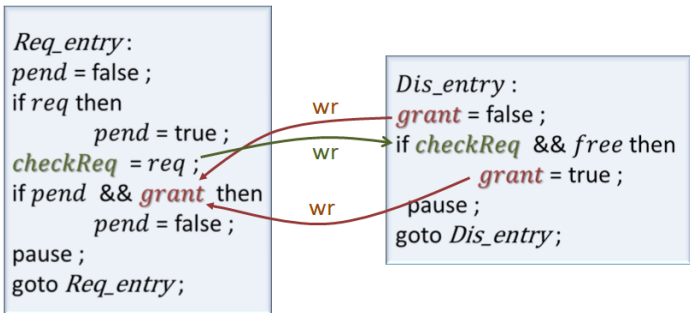 Req_entry:
pend = false ;
if req then
pend = true ;
checkReq = req ;
if pend && grant then
pend = false ;
pause ;
goto Req_entry ;
wr
wr
wr
Dis_entry :
grant = false ;
if checkReq && free then
grant = true ;
pause ;
goto Dis_entry ;